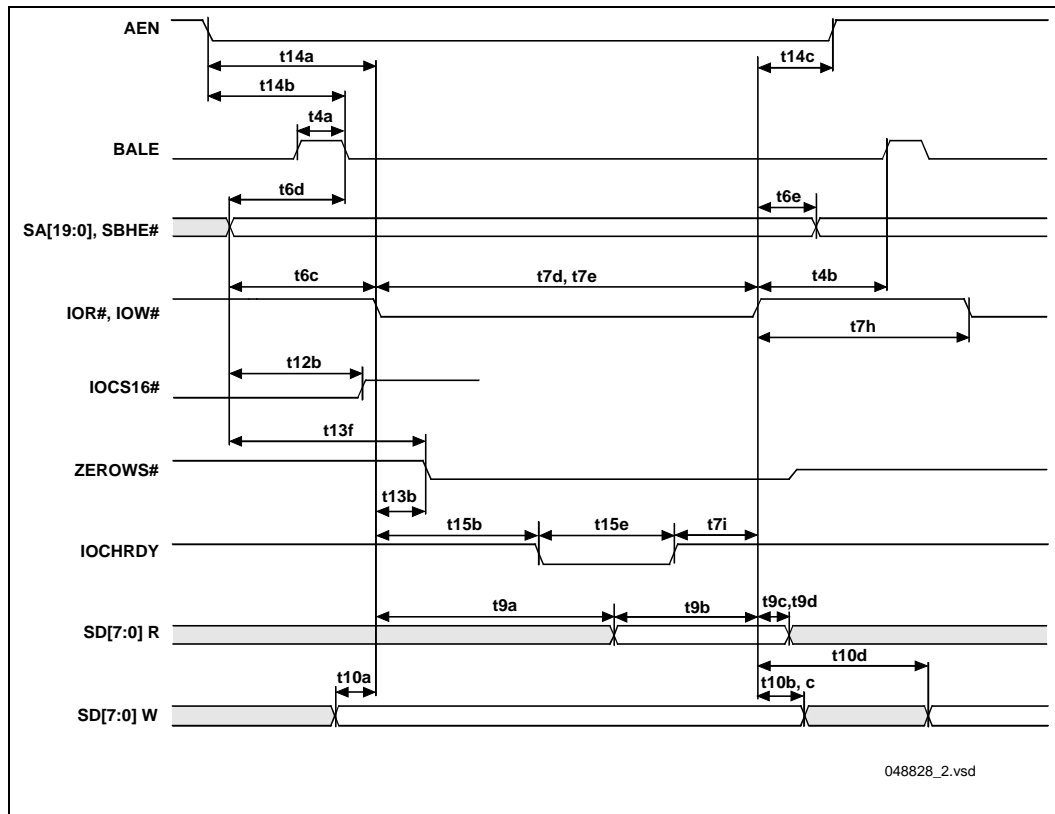 AEN
t14a
t14c
t14b
t4a
BALE
t6d
t6e
SA[19:0], SBHE#
t6c
t7d, t7e
t4b
IOR#, IOW#
t7h
t12b
IOCS16#
t13f
ZEROWS#
t13b
t15b
t15e
t7i
IOCHRDY
t9a
t9b
t9c,t9d
SD[7:0] R
t10d
t10a
t10b, c
SD[7:0] W
048828_2.vsd